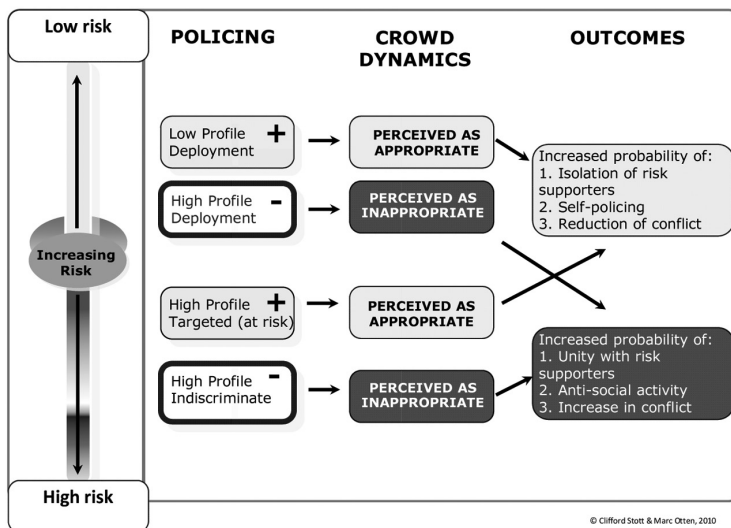 Low risk
POLICING
CROWD
DYNAMICS
OUTCOMES
Low Profile +
Deployment
PERCEIVED AS
APPROPRIATE
High Profile -
Deployment
PERCEIVED AS
INAPPROPRIATE
Increased probability of:
1. Isolation of risk
supporters
2. Self-policing
3. Reduction of conflict
Increasing
Risk
High Profile +
Targeted (at risk)
PERCEIVED AS
APPROPRIATE
High Profile -
Indiscriminate
PERCEIVED AS
INAPPROPRIATE
Increased probability of:
1. Unity with risk
supporters
2. Anti-social activity
3. Increase in conflict
High risk
© Clifford Stott & Marc Otten, 2010